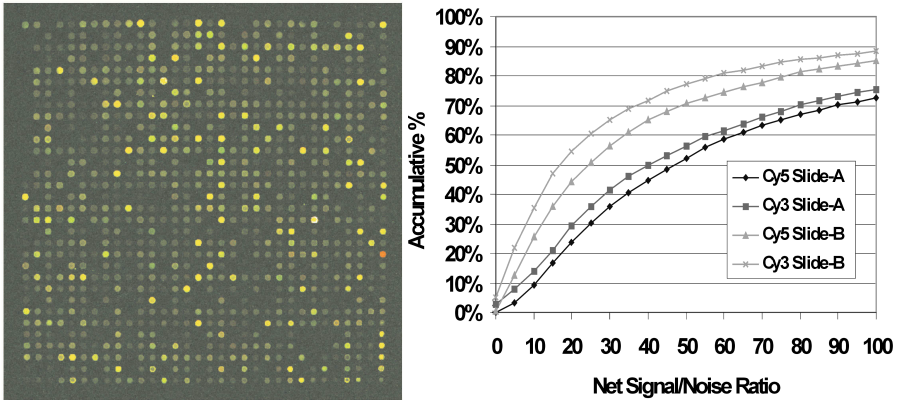 100%
90%
80%
70%
60%
50%
40%
30%
20%
10%
0%
Accumulative %
0 10 20 30 40 50 60 70 80 90 100
Net Signal/Noise Ratio
Cy5 Slide-A
Cy3 Slide-A
Cy5 Slide-B
Cy3 Slide-B